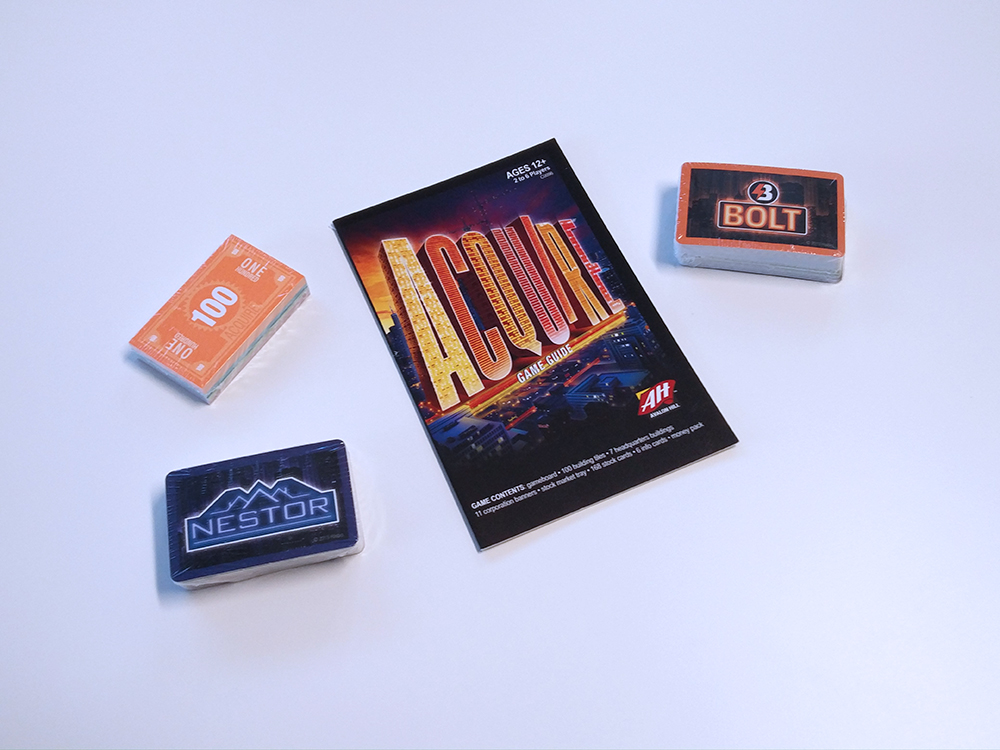 AGES 12+
2 to 6 Players
ACQUIRE
GAME GUIDE
AH
AVALON HILL
GAME CONTENTS: gameboard • 100 building tiles • 7 headquarters buildings
11 corporation banners • stock market tray • 168 stock cards • 6 info cards • money pack
B
BOLT
ONE
HUNDRED
100
ONE
HUNDRED
NESTOR